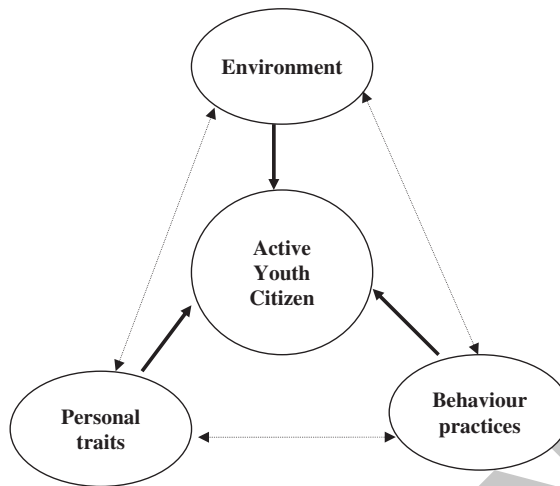 Environment
Active
Youth
Citizen
Personal
traits
Behaviour
practices